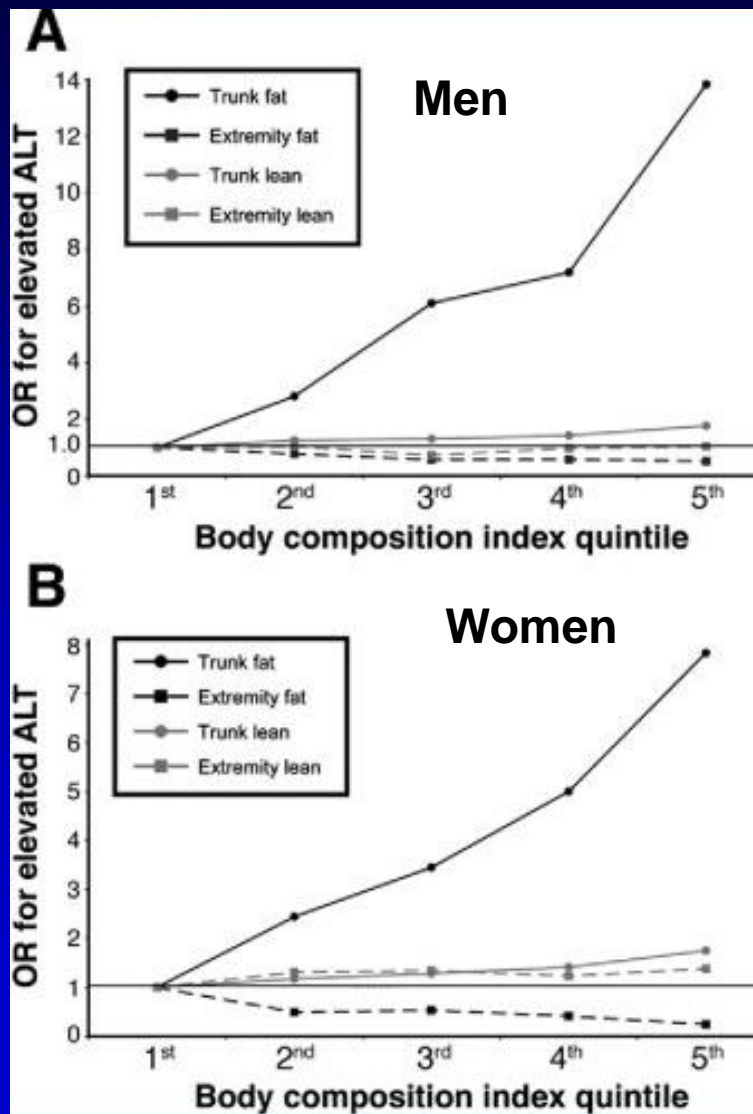 A
Men
Trunk fat
Extremity fat
Trunk lean
Extremity lean
OR for elevated ALT
14
12
10
8
6
4
2
1.0
0
1st 2nd 3rd 4th 5th
Body composition index quintile
B
Women
Trunk fat
Extremity fat
Trunk lean
Extremity lean
OR for elevated ALT
8
7
6
5
4
3
2
1
0
1st 2nd 3rd 4th 5th
Body composition index quintile